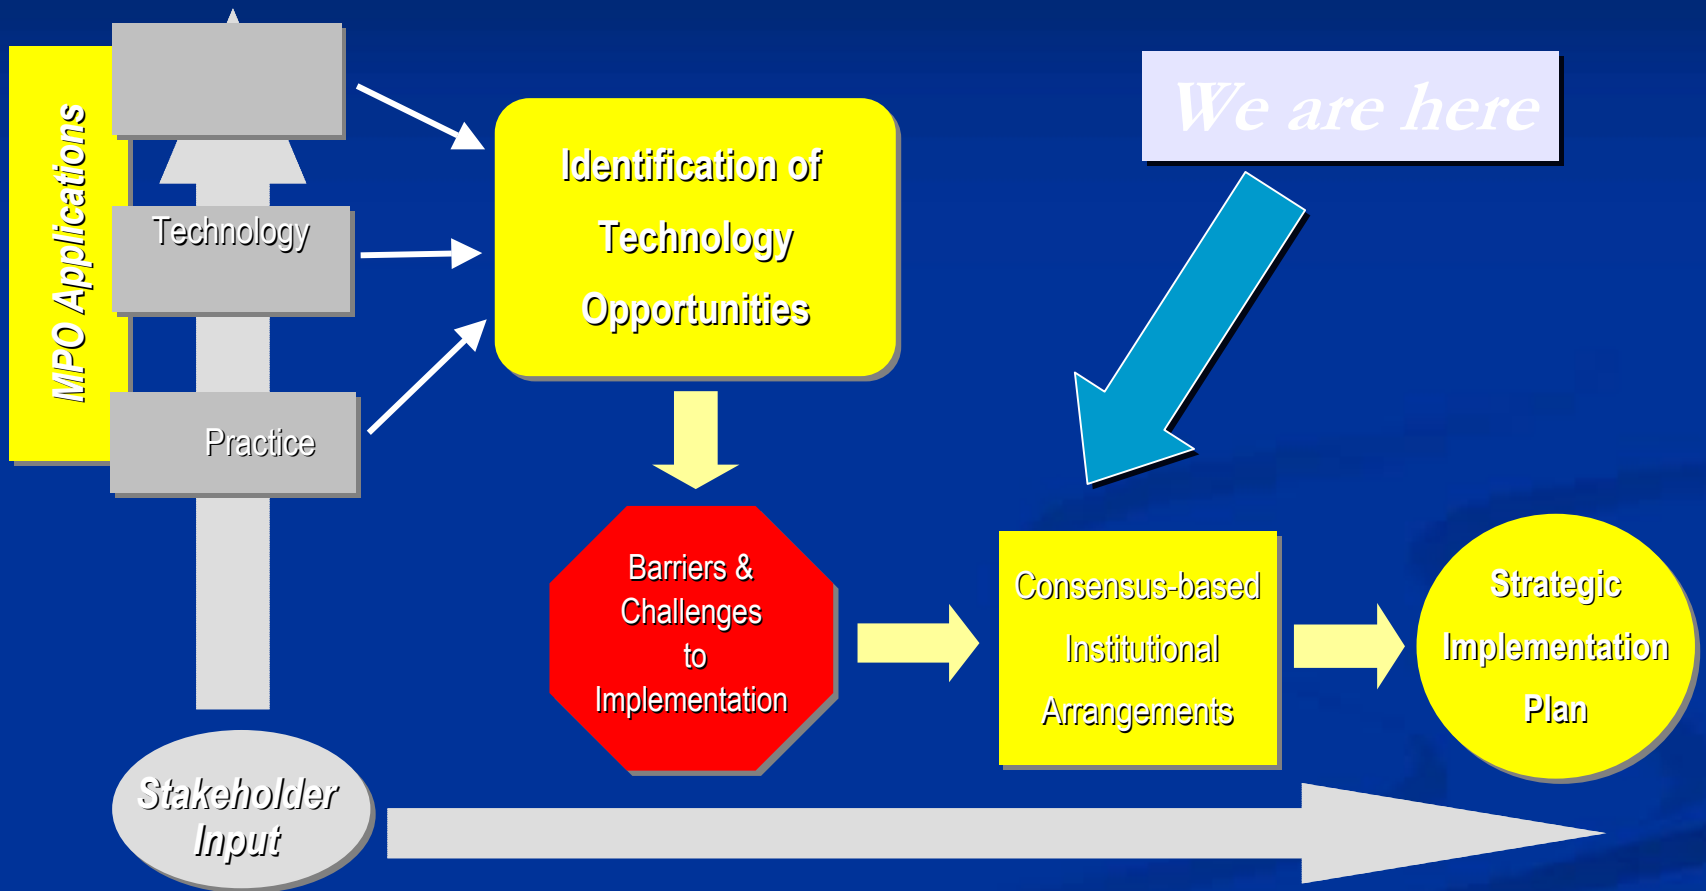 MPO Applications
Technology
Practice
Identification of
Technology
Opportunities
We are here
Barriers &
Challenges
to
Implementation
Consensus-based
Institutional
Arrangements
Strategic
Implementation
Plan
Stakeholder
Input